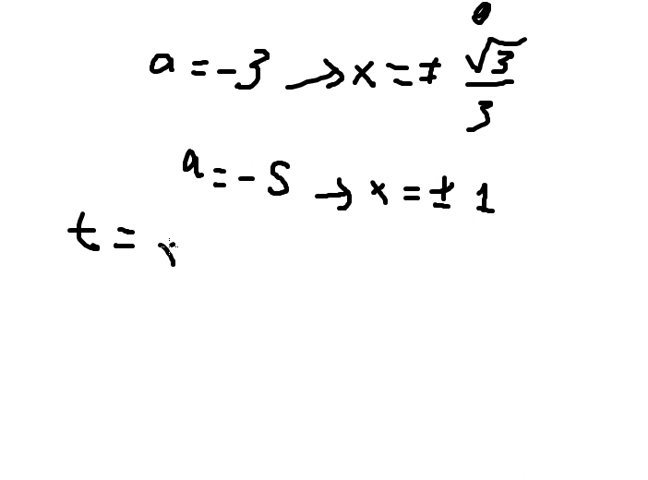 a = -3 → x = ± √3/3
a = -5 → x = ± 1
t =